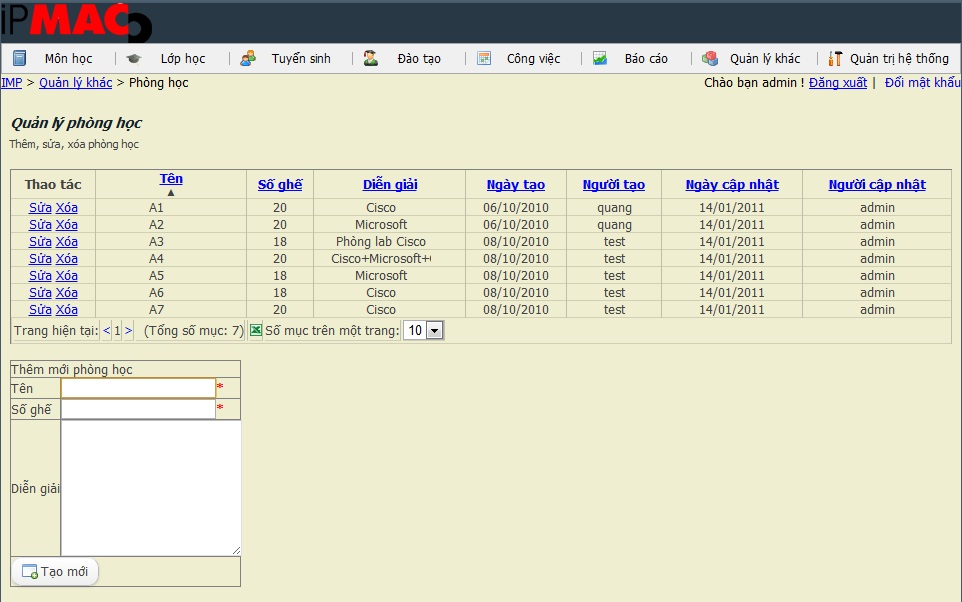 iPMAC
Môn học Lớp học Tuyển sinh Đào tạo Công việc Báo cáo Quản lý khác Quản trị hệ thống
IMP > Quản lý khác > Phòng học Chào bạn admin ! Đăng xuất | Đổi mật khẩu
Quản lý phòng học
Thêm, sửa, xóa phòng học
Thao tác Tên ▲ Số ghế Diễn giải Ngày tạo Người tạo Ngày cập nhật Người cập nhật
Sửa Xóa A1 20 Cisco 06/10/2010 quang 14/01/2011 admin
Sửa Xóa A2 20 Microsoft 06/10/2010 quang 14/01/2011 admin
Sửa Xóa A3 18 Phòng lab Cisco 08/10/2010 test 14/01/2011 admin
Sửa Xóa A4 20 Cisco+Microsoft+ 08/10/2010 test 14/01/2011 admin
Sửa Xóa A5 18 Microsoft 08/10/2010 test 14/01/2011 admin
Sửa Xóa A6 18 Cisco 08/10/2010 test 14/01/2011 admin
Sửa Xóa A7 20 Cisco 08/10/2010 test 14/01/2011 admin
Trang hiện tại: < 1 > (Tổng số mục: 7) Số mục trên một trang: 10
Thêm mới phòng học
Tên *
Số ghế *
Diễn giải
Tạo mới